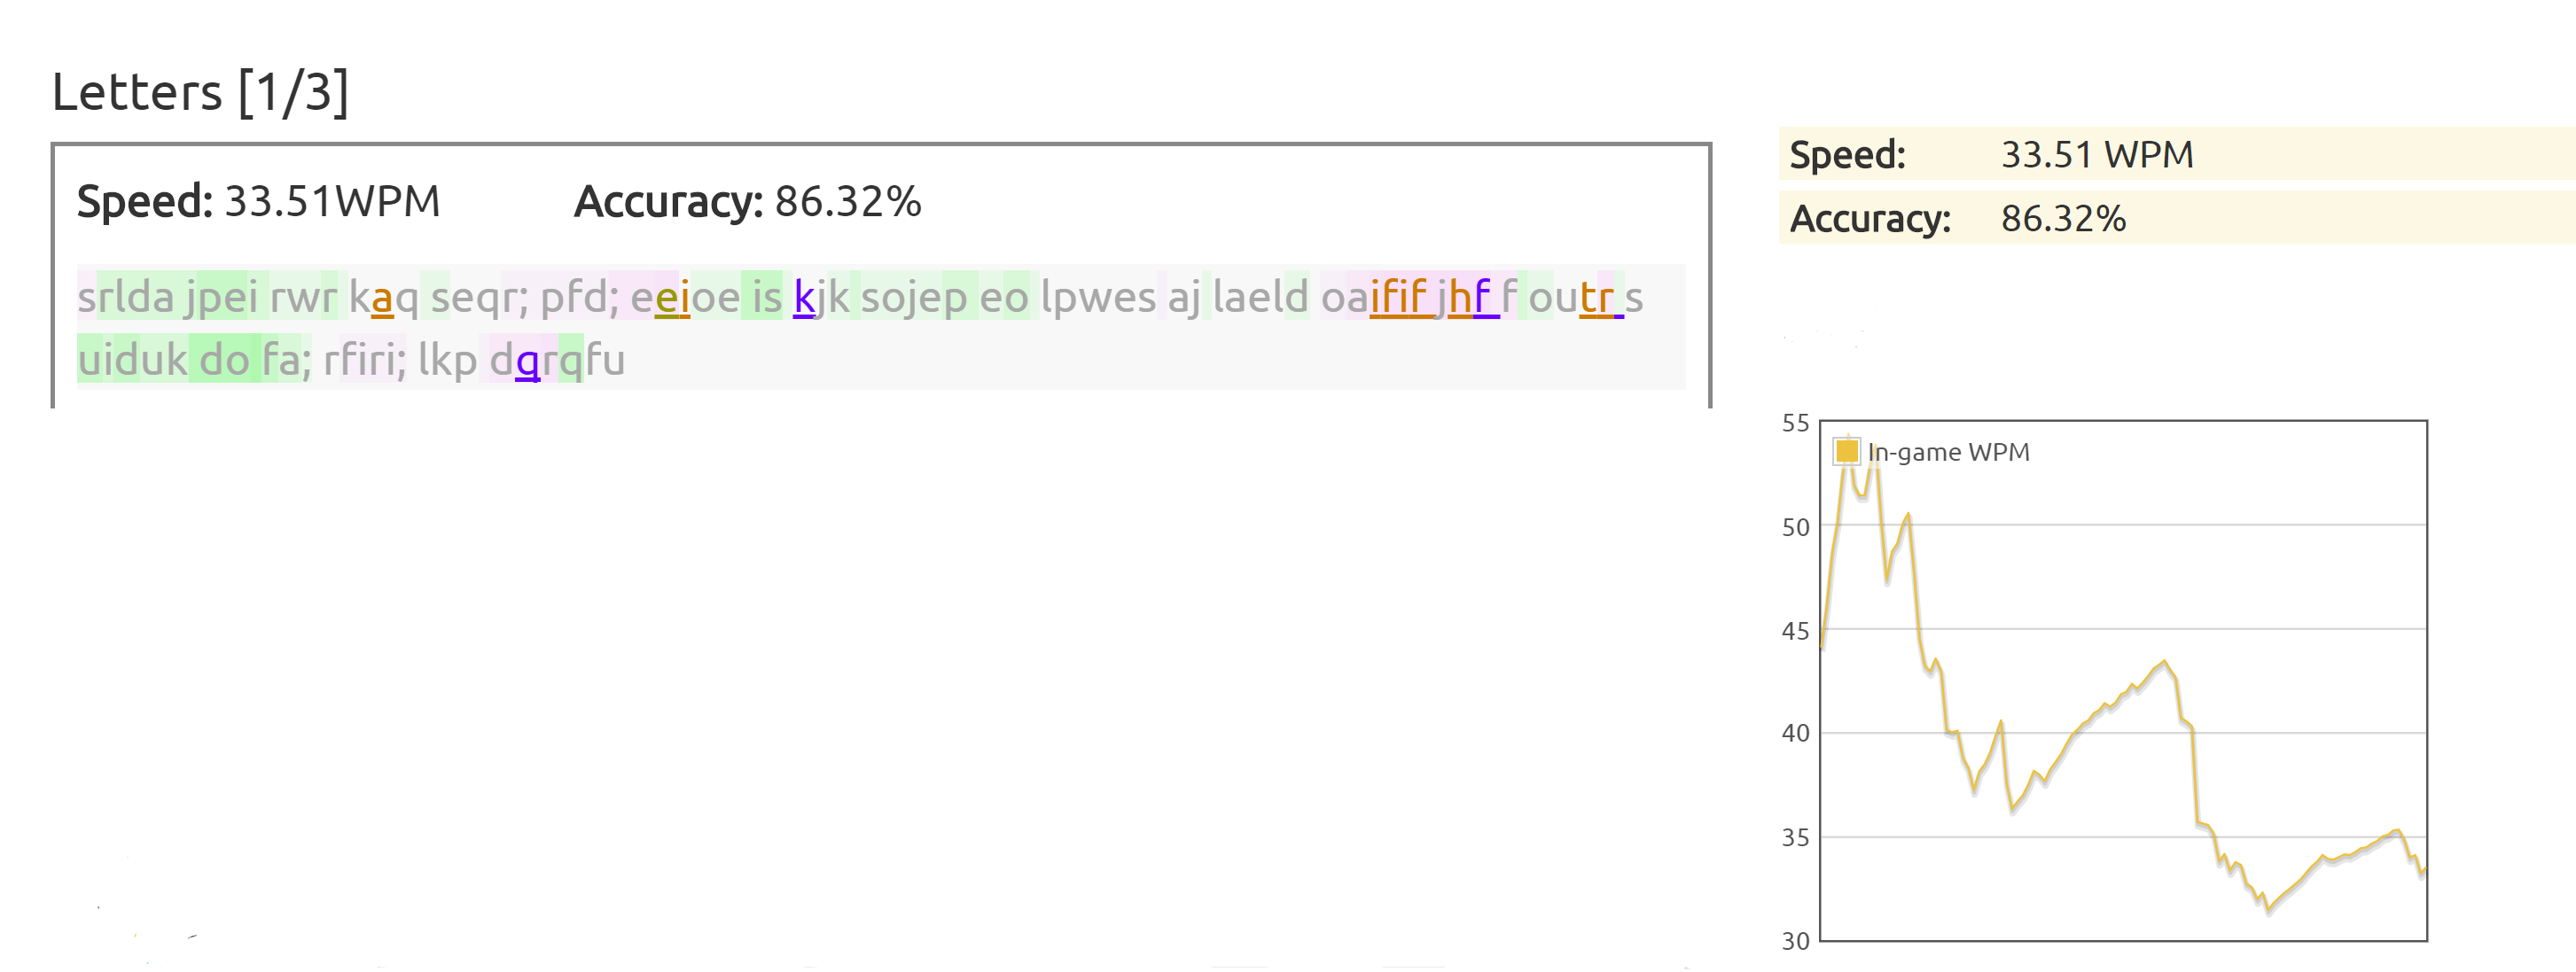 Letters [1/3]
Speed: 33.51WPM Accuracy: 86.32%
srlda jpei rwr kaq seqr; pfd; eeioe is kjk sojep eo lpwes aj laeld oaifif jhf f outr s
uiduk do fa; rfiri; lkp dqrqfu
Speed: 33.51 WPM
Accuracy: 86.32%
In-game WPM
55
50
45
40
35
30